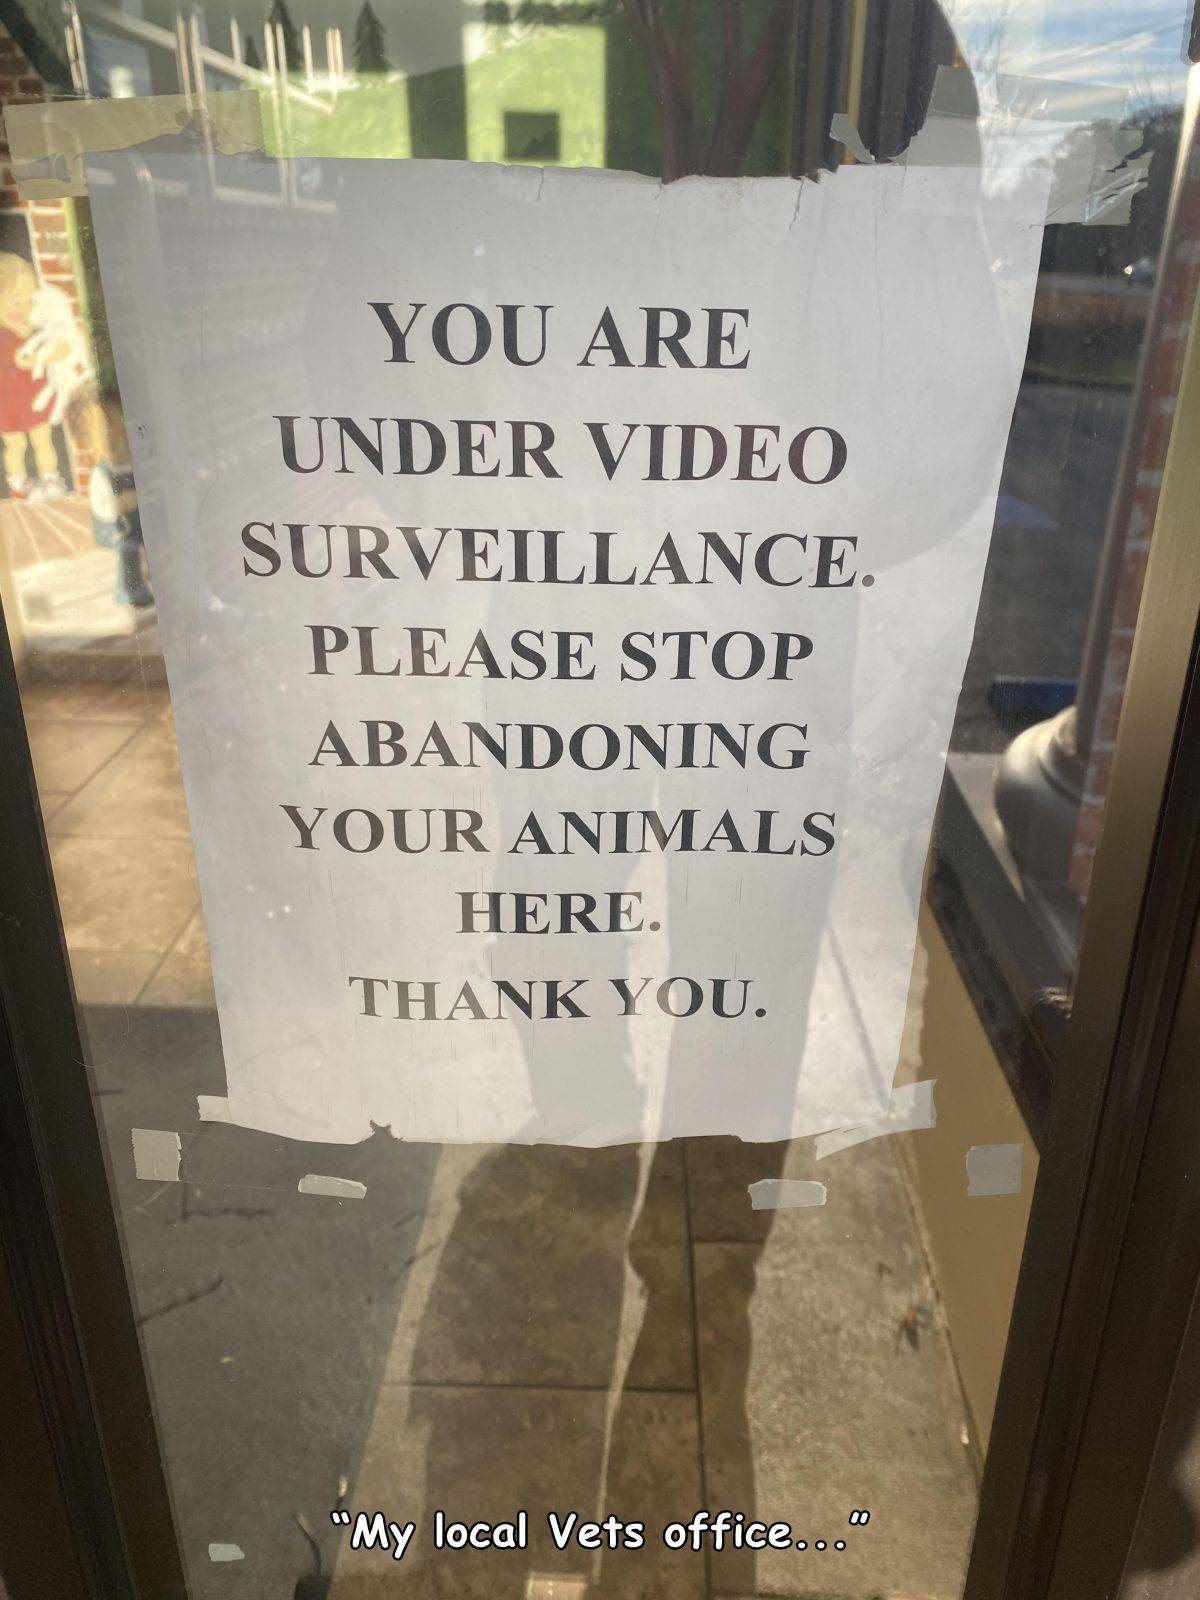 YOU ARE
UNDER VIDEO
SURVEILLANCE.
PLEASE STOP
ABANDONING
YOUR ANIMALS
HERE.
THANK YOU.
“My local Vets office...”